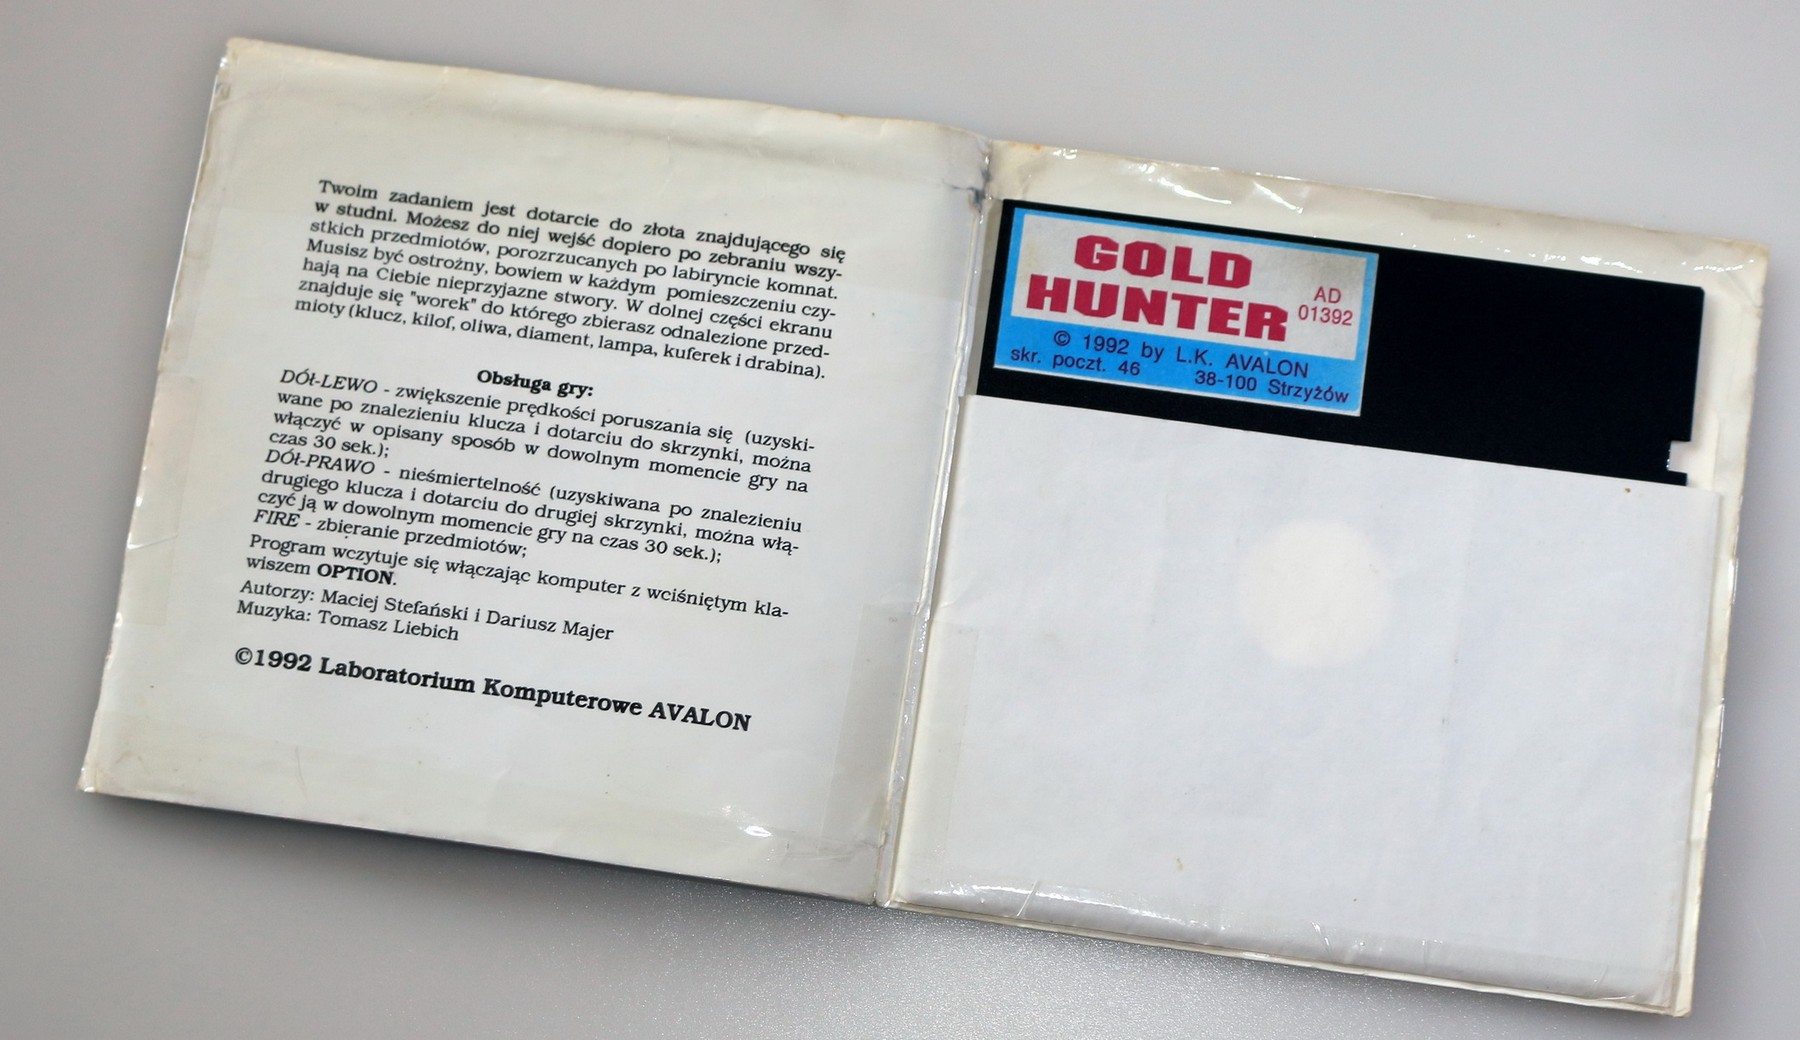 Twoim zadaniem jest dotarcie do złota znajdującego się
w studni. Możesz do niej wejść dopiero po zebraniu wszy-
stkich przedmiotów, porozrzucanych po labiryncie komnat.
Musisz być ostrożny, bowiem w każdym pomieszczeniu czy-
hają na Ciebie nieprzyjazne stwory. W dolnej części ekranu
znajduje się "worek" do którego zbierasz odnalezione przed-
mioty (klucz, kilof, oliwa, diament, lampa, kuferek i drabina).
Obsługa gry:
DÓł-LEWO - zwiększenie prędkości poruszania się (uzyski-
wane po znalezieniu klucza i dotarciu do skrzynki, można
włączyć w opisany sposób w dowolnym momencie gry na
czas 30 sek.);
DÓł-PRAWO - nieśmiertelność (uzyskiwana po znalezieniu
drugiego klucza i dotarciu do drugiej skrzynki, można włą-
czyć ją w dowolnym momencie gry na czas 30 sek.);
FIRE - zbieranie przedmiotów;
Program wczytuje się włączając komputer z wciśniętym kla-
wiszem OPTION.
Autorzy: Maciej Stefański i Dariusz Majer
Muzyka: Tomasz Liebich
©1992 Laboratorium Komputerowe AVALON
GOLD
HUNTER
AD
01392
© 1992 by L.K. AVALON
skr. poczt. 46 38-100 Strzyżów